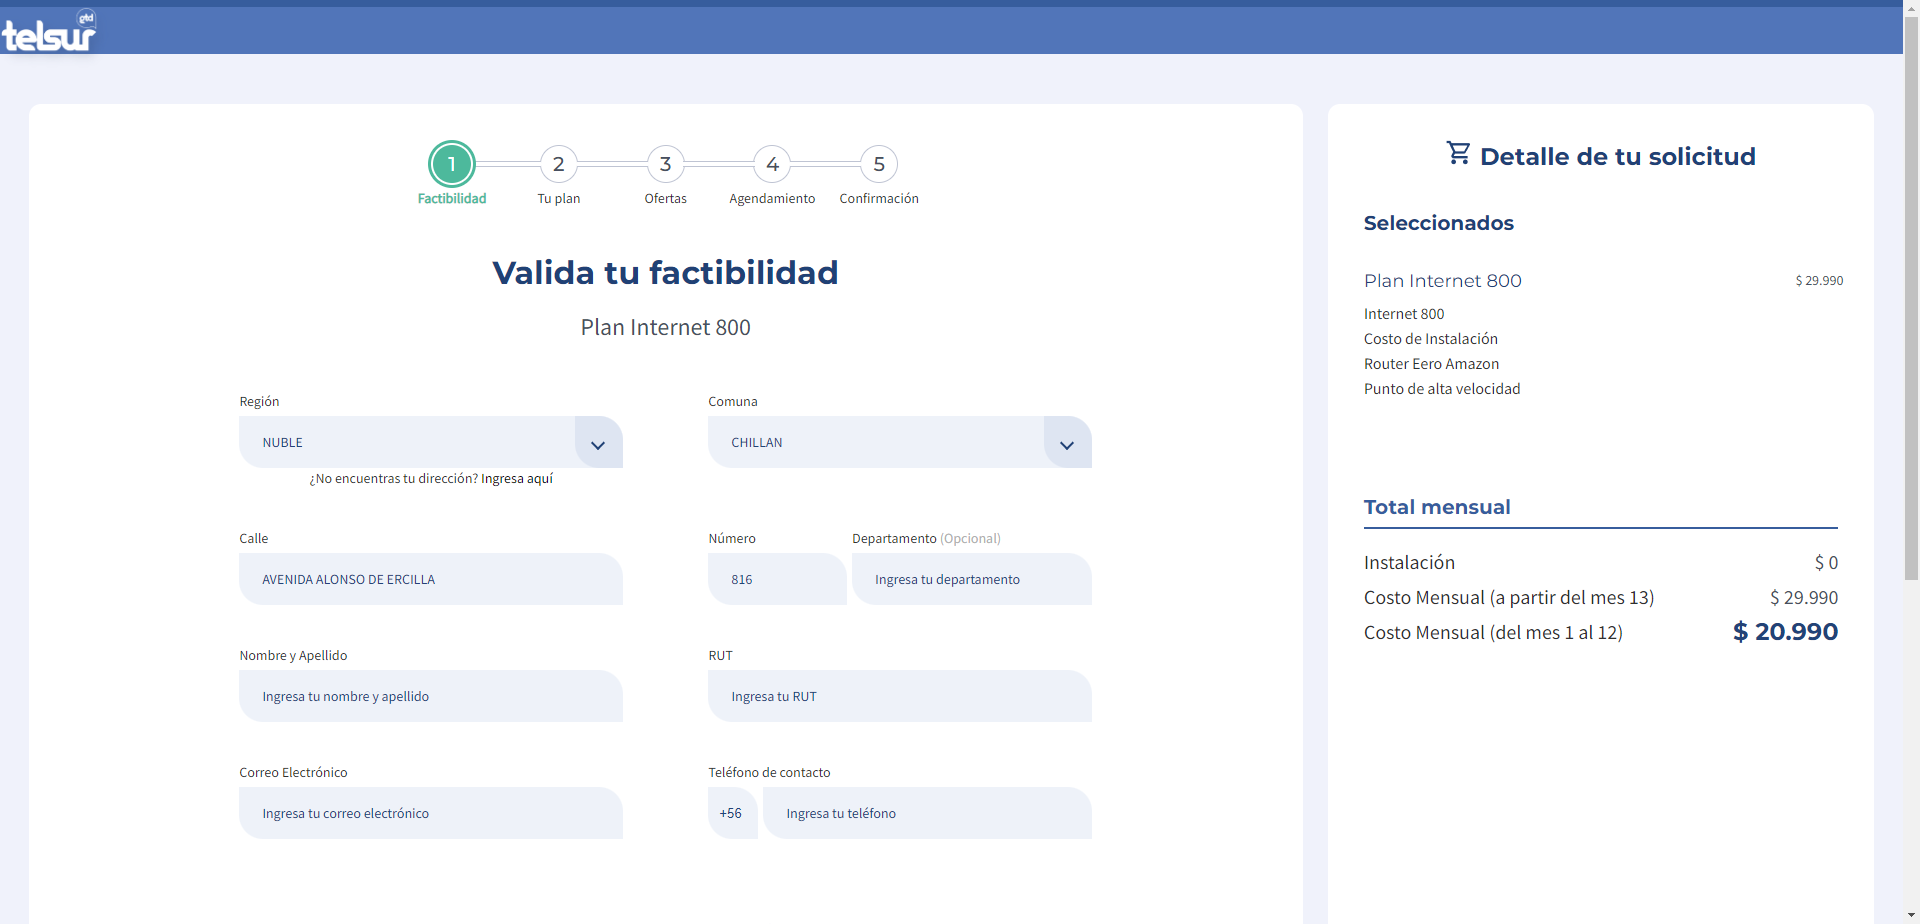 telsur
gtd
1
2
3
4
5
Factibilidad
Tu plan
Ofertas
Agendamiento
Confirmación
Valida tu factibilidad
Plan Internet 800
Región
Comuna
NUBLE
CHILLAN
¿No encuentras tu dirección? Ingresa aquí
Calle
Número
Departamento (Opcional)
AVENIDA ALONSO DE ERCILLA
816
Ingresa tu departamento
Nombre y Apellido
RUT
Ingresa tu nombre y apellido
Ingresa tu RUT
Correo Electrónico
Teléfono de contacto
Ingresa tu correo electrónico
+56
Ingresa tu teléfono
Detalle de tu solicitud
Seleccionados
Plan Internet 800 $ 29.990
Internet 800
Costo de Instalación
Router Eero Amazon
Punto de alta velocidad
Total mensual
Instalación $ 0
Costo Mensual (a partir del mes 13) $ 29.990
Costo Mensual (del mes 1 al 12) $ 20.990